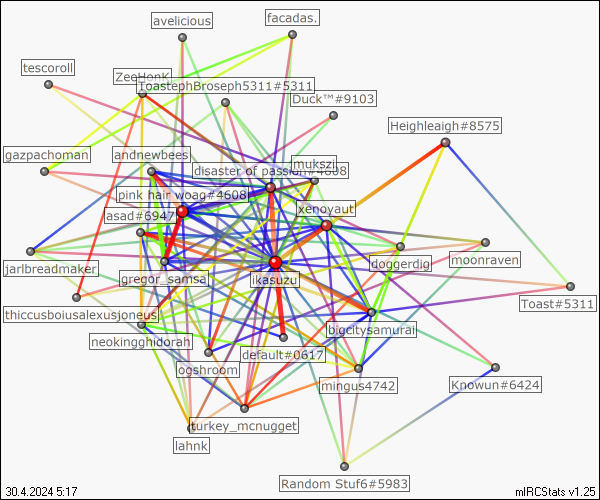 avelicious
facadas.
tescoroll
ZeeHonK
ToastephBroseph5311#5311
Duck™#9103
Heighleigh#8575
gazpachoman
andnewbees
mukszi
disaster of passion#4608
pink hair woag#4608
xenoyaut
asad#6947
jarlbreadmaker
gregor_samsa
ikasuzu
doggerdig
moonraven
Toast#5311
thiccusboiusalexusjoneus
bigcitysamurai
neokingghidorah
default#0617
ogshroom
mingus4742
Knowun#6424
turkey_mcnugget
lahnk
Random Stuf6#5983
30.4.2024 5:17
mIRCStats v1.25